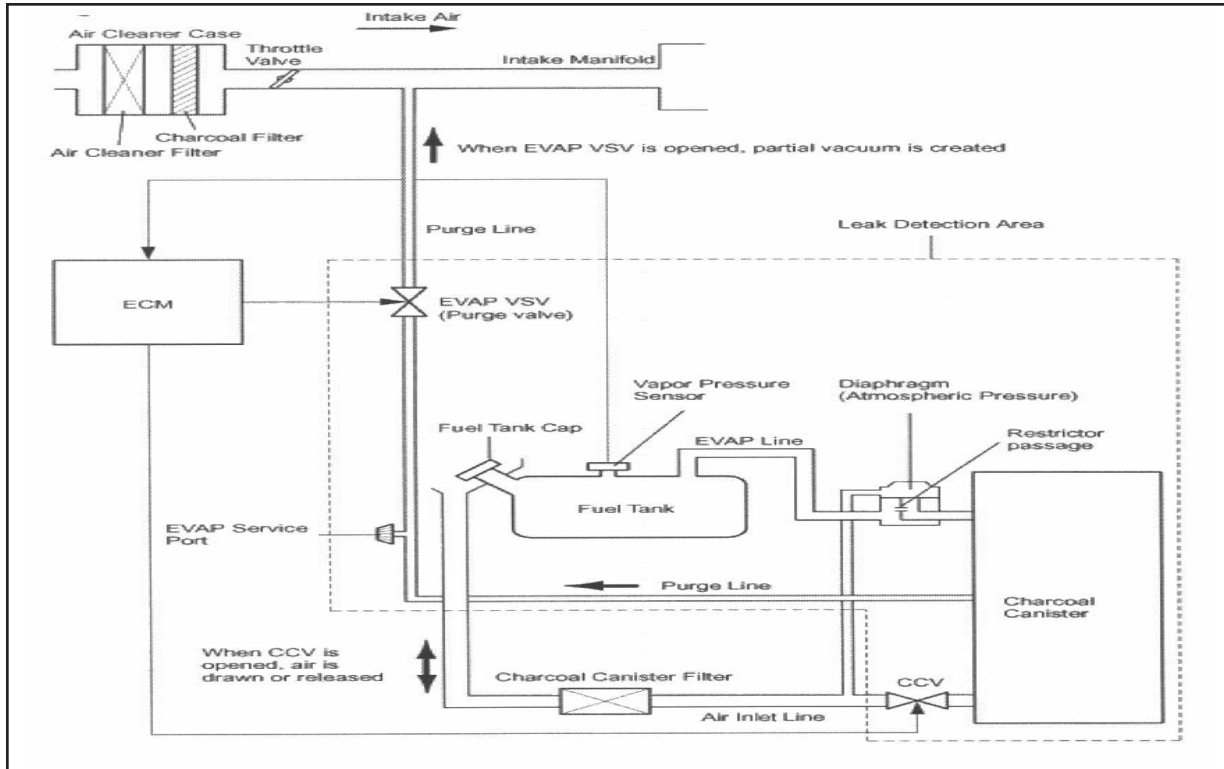 Intake Air
Air Cleaner Case
Throttle
Valve
Intake Manifold
Charcoal Filter
Air Cleaner Filter
When EVAP VSV is opened, partial vacuum is created
Purge Line
Leak Detection Area
ECM
EVAP VSV
(Purge valve)
Vapor Pressure
Sensor
Diaphragm
(Atmospheric Pressure)
Fuel Tank Cap
EVAP Line
Restrictor
passage
Fuel Tank
EVAP Service
Port
Purge Line
Charcoal
Canister
When CCV is
opened, air is
drawn or released
Charcoal Canister Filter
CCV
Air Inlet Line